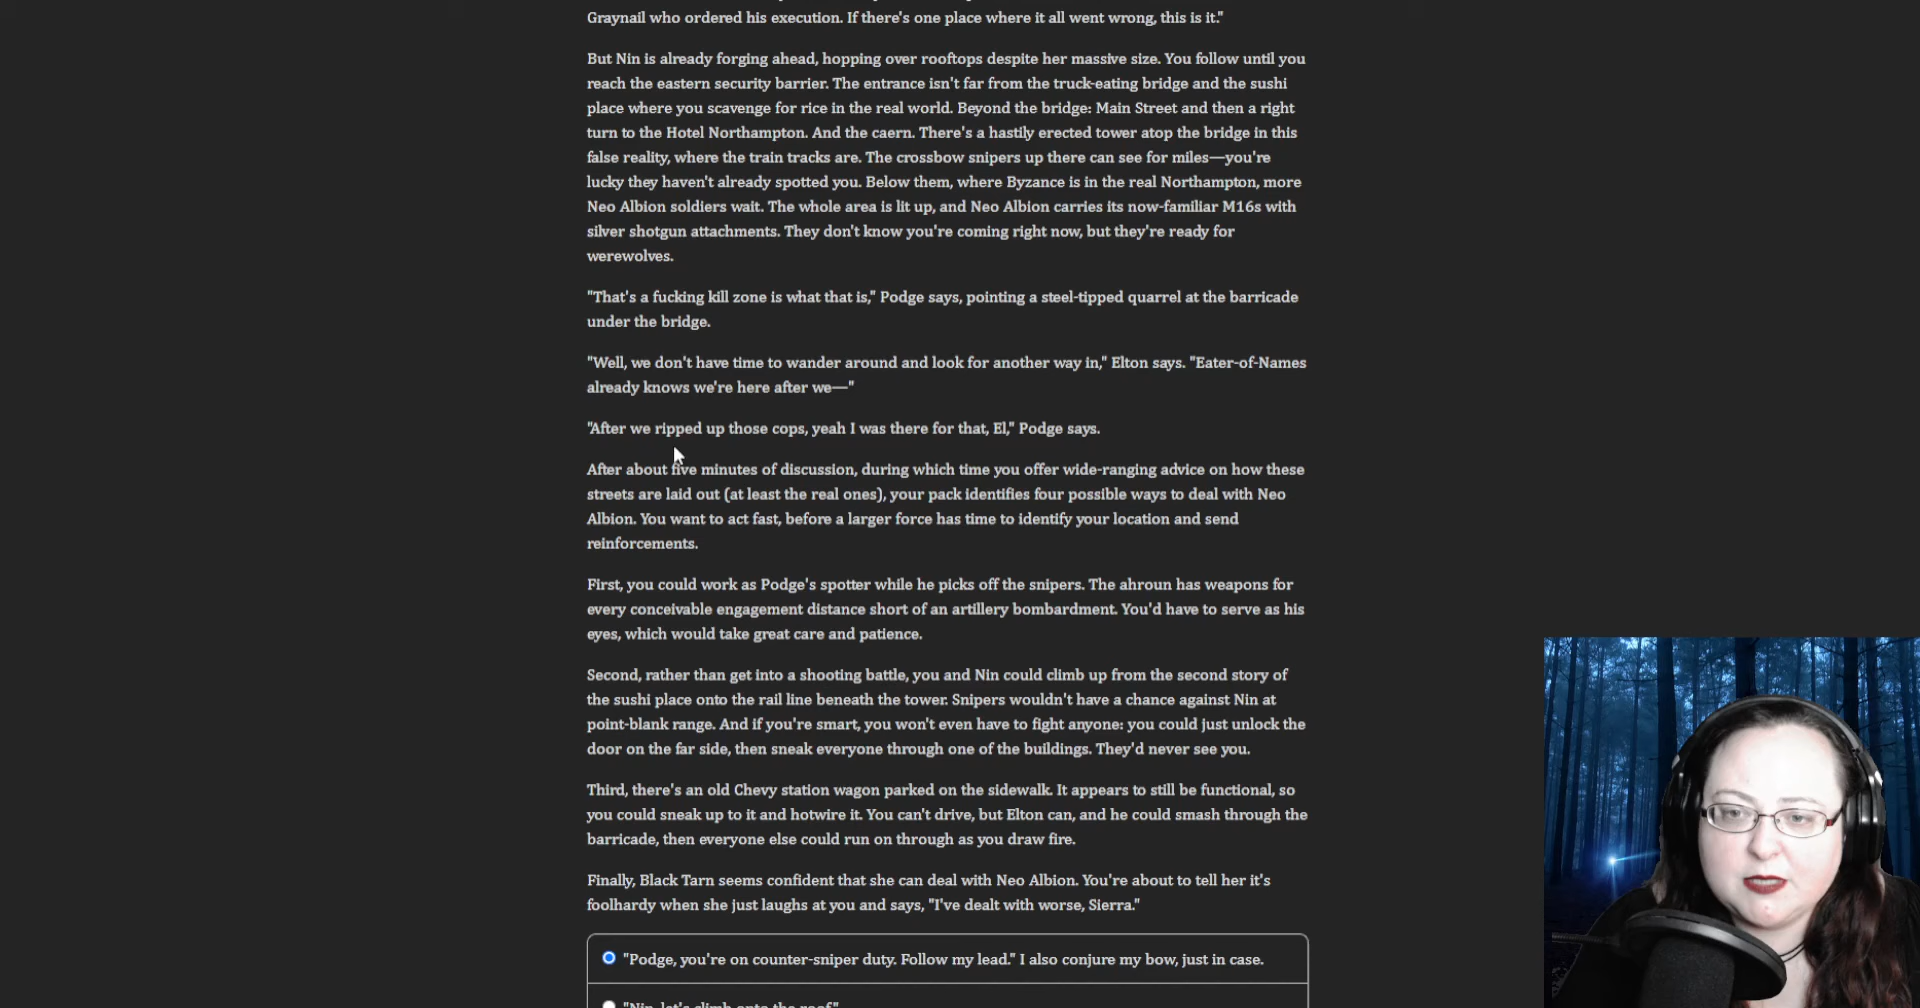 Graynail who ordered his execution. If there's one place where it all went wrong, this is it."
But Nin is already forging ahead, hopping over rooftops despite her massive size. You follow until you
reach the eastern security barrier. The entrance isn't far from the truck-eating bridge and the sushi
place where you scavenge for rice in the real world. Beyond the bridge: Main Street and then a right
turn to the Hotel Northampton. And the caern. There's a hastily erected tower atop the bridge in this
false reality, where the train tracks are. The crossbow snipers up there can see for miles—you're
lucky they haven't already spotted you. Below them, where Byzance is in the real Northampton, more
Neo Albion soldiers wait. The whole area is lit up, and Neo Albion carries its now-familiar M16s with
silver shotgun attachments. They don't know you're coming right now, but they're ready for
werewolves.
"That's a fucking kill zone is what that is," Podge says, pointing a steel-tipped quarrel at the barricade
under the bridge.
"Well, we don't have time to wander around and look for another way in," Elton says. "Eater-of-Names
already knows we're here after we—"
"After we ripped up those cops, yeah I was there for that, El," Podge says.
After about five minutes of discussion, during which time you offer wide-ranging advice on how these
streets are laid out (at least the real ones), your pack identifies four possible ways to deal with Neo
Albion. You want to act fast, before a larger force has time to identify your location and send
reinforcements.
First, you could work as Podge's spotter while he picks off the snipers. The ahroun has weapons for
every conceivable engagement distance short of an artillery bombardment. You'd have to serve as his
eyes, which would take great care and patience.
Second, rather than get into a shooting battle, you and Nin could climb up from the second story of
the sushi place onto the rail line beneath the tower. Snipers wouldn't have a chance against Nin at
point-blank range. And if you're smart, you won't even have to fight anyone: you could just unlock the
door on the far side, then sneak everyone through one of the buildings. They'd never see you.
Third, there's an old Chevy station wagon parked on the sidewalk. It appears to still be functional, so
you could sneak up to it and hotwire it. You can't drive, but Elton can, and he could smash through the
barricade, then everyone else could run on through as you draw fire.
Finally, Black Tarn seems confident that she can deal with Neo Albion. You're about to tell her it's
foolhardy when she just laughs at you and says, "I've dealt with worse, Sierra."
"Podge, you're on counter-sniper duty. Follow my lead." I also conjure my bow, just in case.
"Nin, let's climb onto the roof."